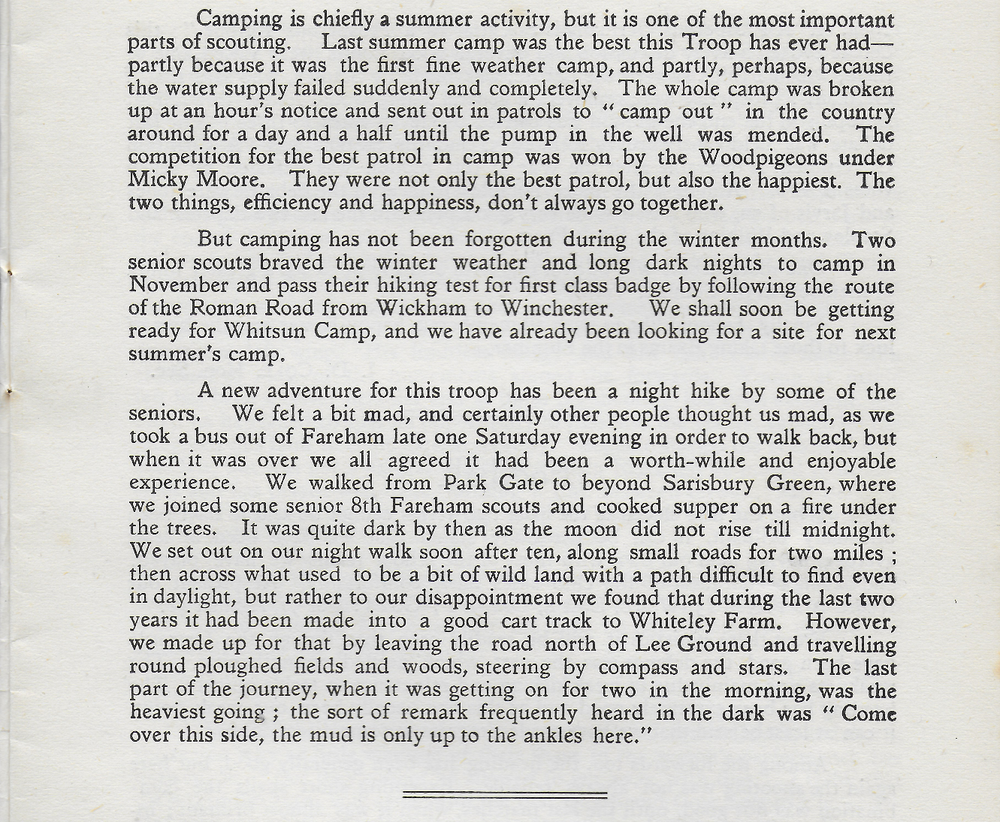 Camping is chiefly a summer activity, but it is one of the most important
parts of scouting. Last summer camp was the best this Troop has ever had—
partly because it was the first fine weather camp, and partly, perhaps, because
the water supply failed suddenly and completely. The whole camp was broken
up at an hour's notice and sent out in patrols to " camp out " in the country
around for a day and a half until the pump in the well was mended. The
competition for the best patrol in camp was won by the Woodpigeons under
Micky Moore. They were not only the best patrol, but also the happiest. The
two things, efficiency and happiness, don't always go together.
But camping has not been forgotten during the winter months. Two
senior scouts braved the winter weather and long dark nights to camp in
November and pass their hiking test for first class badge by following the route
of the Roman Road from Wickham to Winchester. We shall soon be getting
ready for Whitsun Camp, and we have already been looking for a site for next
summer's camp.
A new adventure for this troop has been a night hike by some of the
seniors. We felt a bit mad, and certainly other people thought us mad, as we
took a bus out of Fareham late one Saturday evening in order to walk back, but
when it was over we all agreed it had been a worth-while and enjoyable
experience. We walked from Park Gate to beyond Sarisbury Green, where
we joined some senior 8th Fareham scouts and cooked supper on a fire under
the trees. It was quite dark by then as the moon did not rise till midnight.
We set out on our night walk soon after ten, along small roads for two miles ;
then across what used to be a bit of wild land with a path difficult to find even
in daylight, but rather to our disappointment we found that during the last two
years it had been made into a good cart track to Whiteley Farm. However,
we made up for that by leaving the road north of Lee Ground and travelling
round ploughed fields and woods, steering by compass and stars. The last
part of the journey, when it was getting on for two in the morning, was the
heaviest going ; the sort of remark frequently heard in the dark was " Come
over this side, the mud is only up to the ankles here."